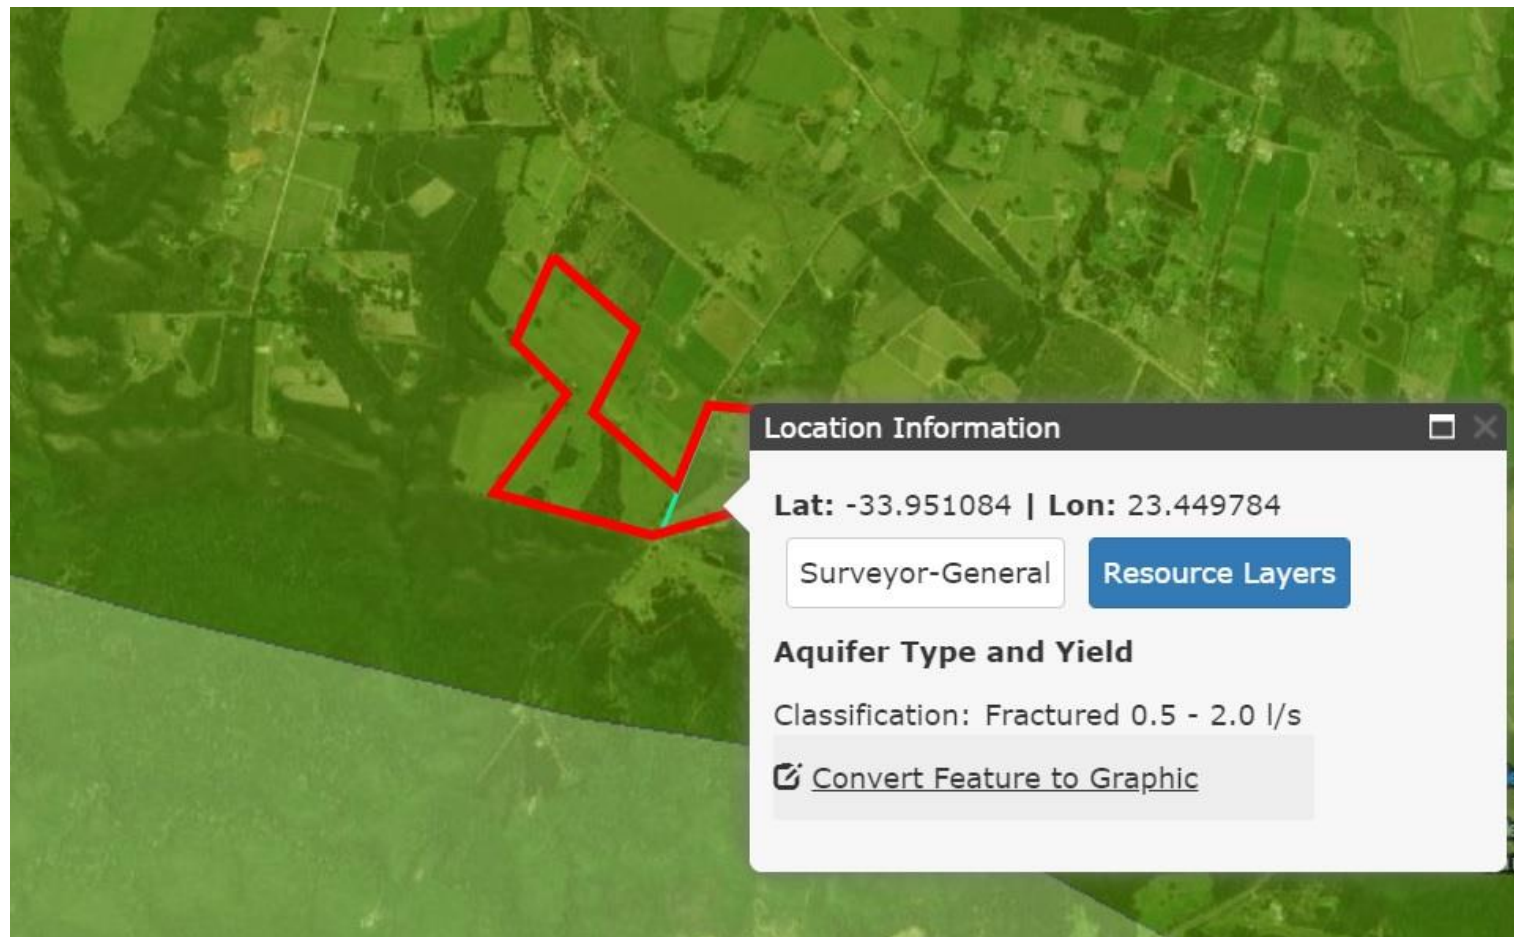 Location Information
Lat: -33.951084 | Lon: 23.449784
Surveyor-General Resource Layers
Aquifer Type and Yield
Classification: Fractured 0.5 - 2.0 l/s
Convert Feature to Graphic